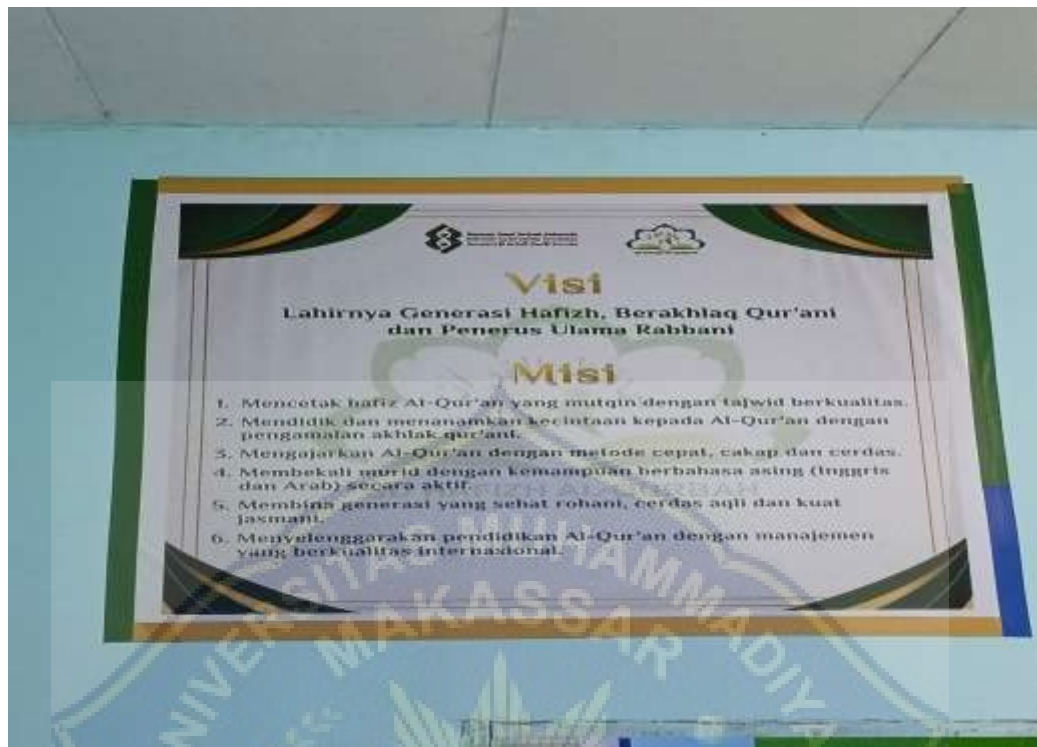 Visi
Lahirnya Generasi Hafizh, Berakhlaq Qur'ani
dan Penerus Ulama Rabbani
Misi
1. Mencetak hafiz Al-Qur'an yang mutqin dengan tajwid berkualitas.
2. Mendidik dan menanamkan kecintaan kepada Al-Qur'an dengan
pengamalan akhlak qur'ani.
3. Mengajarkan Al-Qur'an dengan metode cepat, cakap dan cerdas.
4. Membekali murid dengan kemampuan berbahasa asing (Inggris
dan Arab) secara aktif.
5. Membina generasi yang sehat rohani, cerdas aqli dan kuat
jasmani.
6. Menyelenggarakan pendidikan Al-Qur'an dengan manajemen
yang berkualitas internasional.
UNIVERSITAS MUHAMMADIYA
MAKASSAR